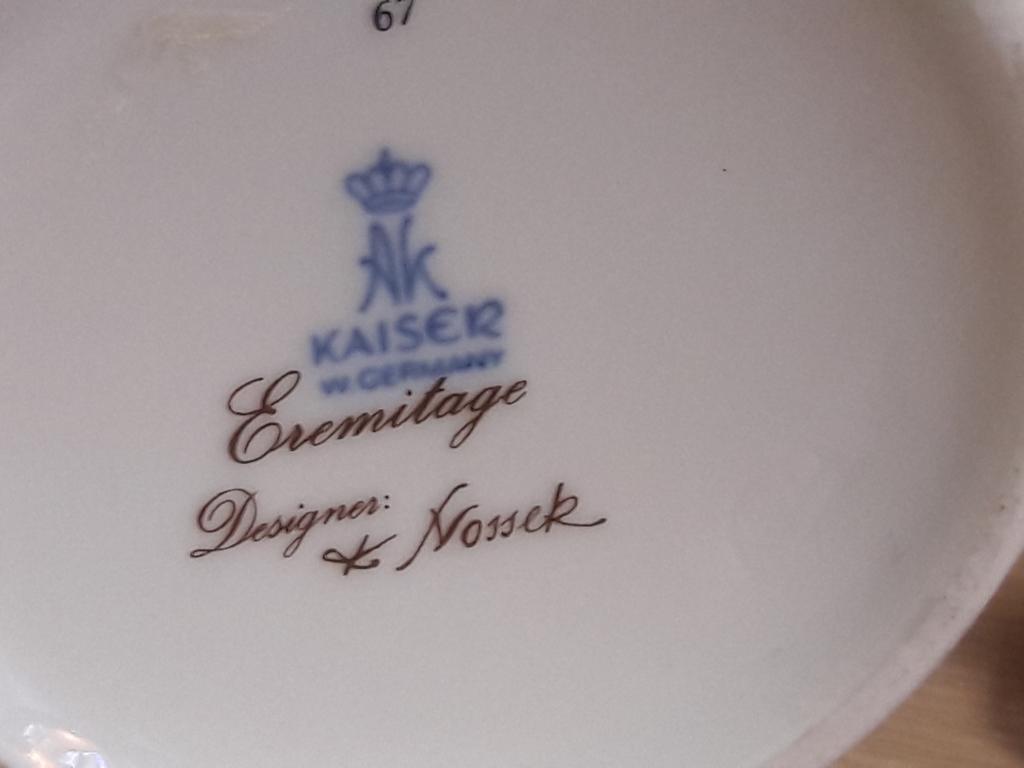 67
AK
KAISER
W. GERMANY
Eremitage
Designer:
K Nossek